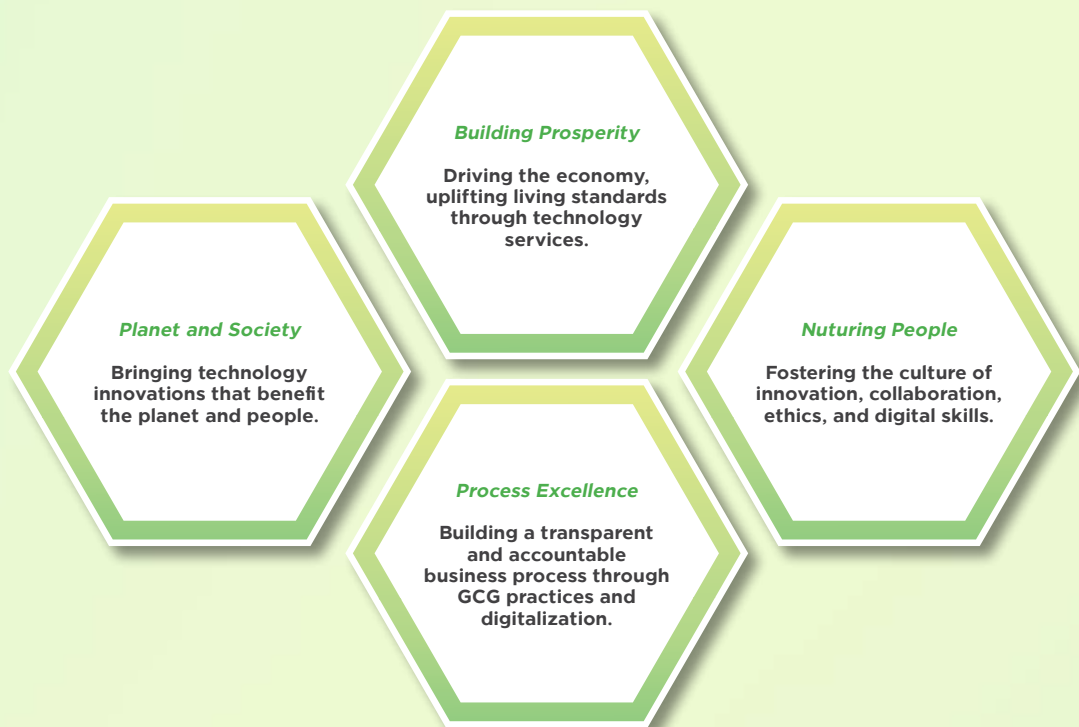 Building Prosperity
Driving the economy,
uplifting living standards
through technology
services.
Planet and Society
Bringing technology
innovations that benefit
the planet and people.
Nuturing People
Fostering the culture of
innovation, collaboration,
ethics, and digital skills.
Process Excellence
Building a transparent
and accountable
business process through
GCG practices and
digitalization.